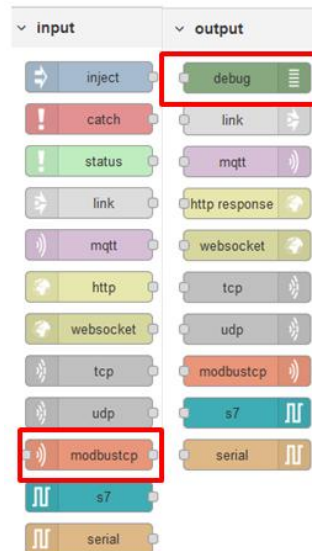 input
inject
catch
status
link
mqtt
http
websocket
tcp
udp
modbustcp
s7
serial
output
debug
link
mqtt
http response
websocket
tcp
udp
modbustcp
s7
serial